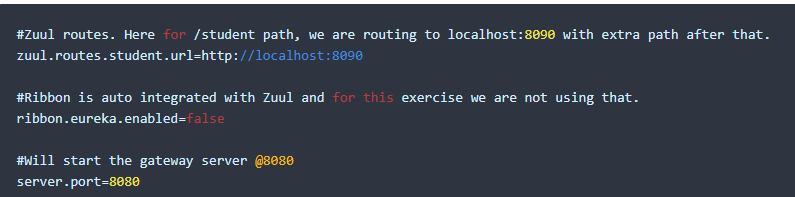 #Zuul routes. Here for /student path, we are routing to localhost:8090 with extra path after that.
zuul.routes.student.url=http://localhost:8090
#Ribbon is auto integrated with Zuul and for this exercise we are not using that.
ribbon.eureka.enabled=false
#Will start the gateway server @8080
server.port=8080